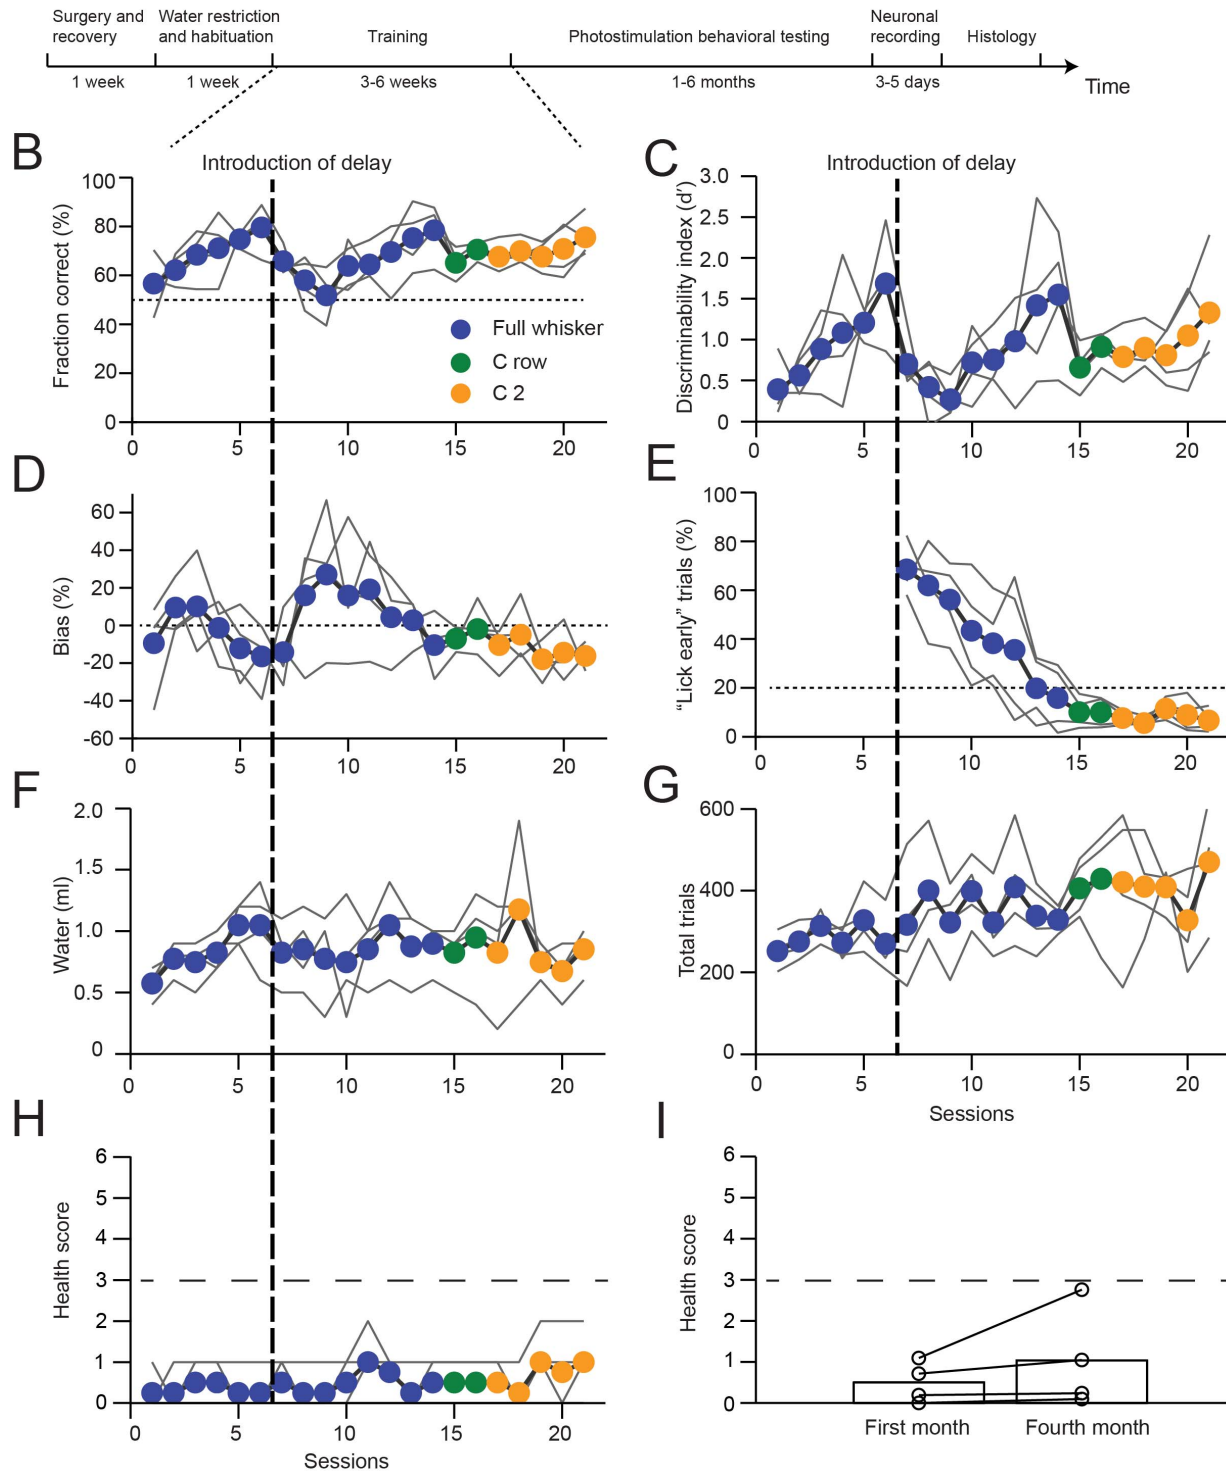 Surgery and recovery
Water restriction and habituation
Training
Photostimulation behavioral testing
Neuronal recording
Histology
1 week
1 week
3-6 weeks
1-6 months
3-5 days
Time
B
Introduction of delay
Fraction correct (%)
100
80
60
40
20
0
Full whisker
C row
C 2
0 5 10 15 20
C
Introduction of delay
Discriminability index (d′)
3.0
2.5
2.0
1.5
1.0
0.5
0
0 5 10 15 20
D
Bias (%)
60
40
20
0
-20
-40
-60
0 5 10 15 20
E
“Lick early” trials (%)
100
80
60
40
20
0
0 5 10 15 20
F
Water (ml)
2.0
1.5
1.0
0.5
0
0 5 10 15 20
G
Total trials
600
400
200
0
0 5 10 15 20
Sessions
H
Health score
6
5
4
3
2
1
0
0 5 10 15 20
Sessions
I
Health score
6
5
4
3
2
1
0
First month
Fourth month